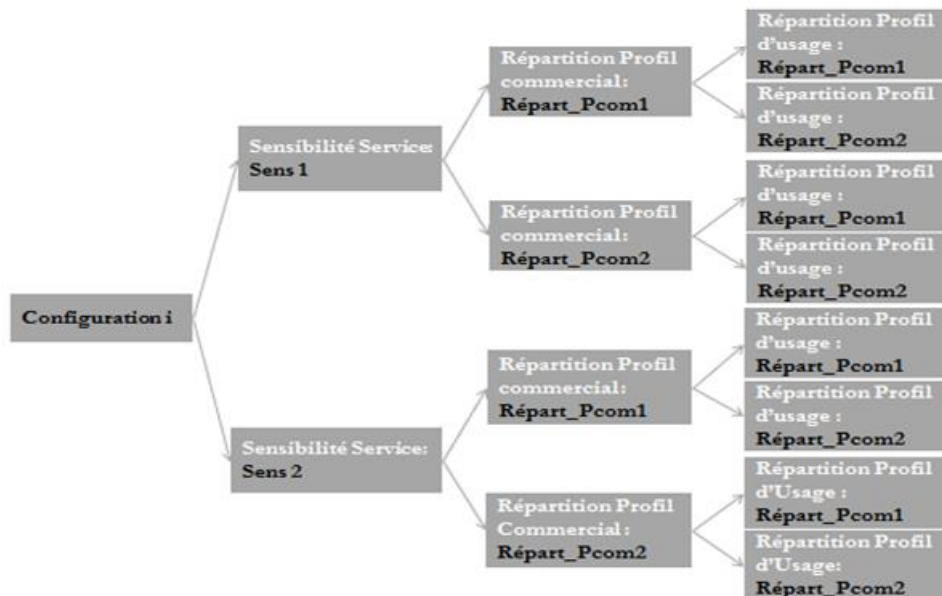 Configuration i
Sensibilité Service:
Sens 1
Sensibilité Service:
Sens 2
Répartition Profil
commercial:
Répart_Pcom1
Répartition Profil
commercial:
Répart_Pcom2
Répartition Profil
commercial:
Répart_Pcom1
Répartition Profil
Commercial :
Répart_Pcom2
Répartition Profil
d'usage :
Répart_Pcom1
Répartition Profil
d'usage :
Répart_Pcom2
Répartition Profil
d'usage :
Répart_Pcom1
Répartition Profil
d'usage :
Répart_Pcom2
Répartition Profil
d'usage :
Répart_Pcom1
Répartition Profil
d'usage :
Répart_Pcom2
Répartition Profil
d'Usage :
Répart_Pcom1
Répartition Profil
d'Usage:
Répart_Pcom2